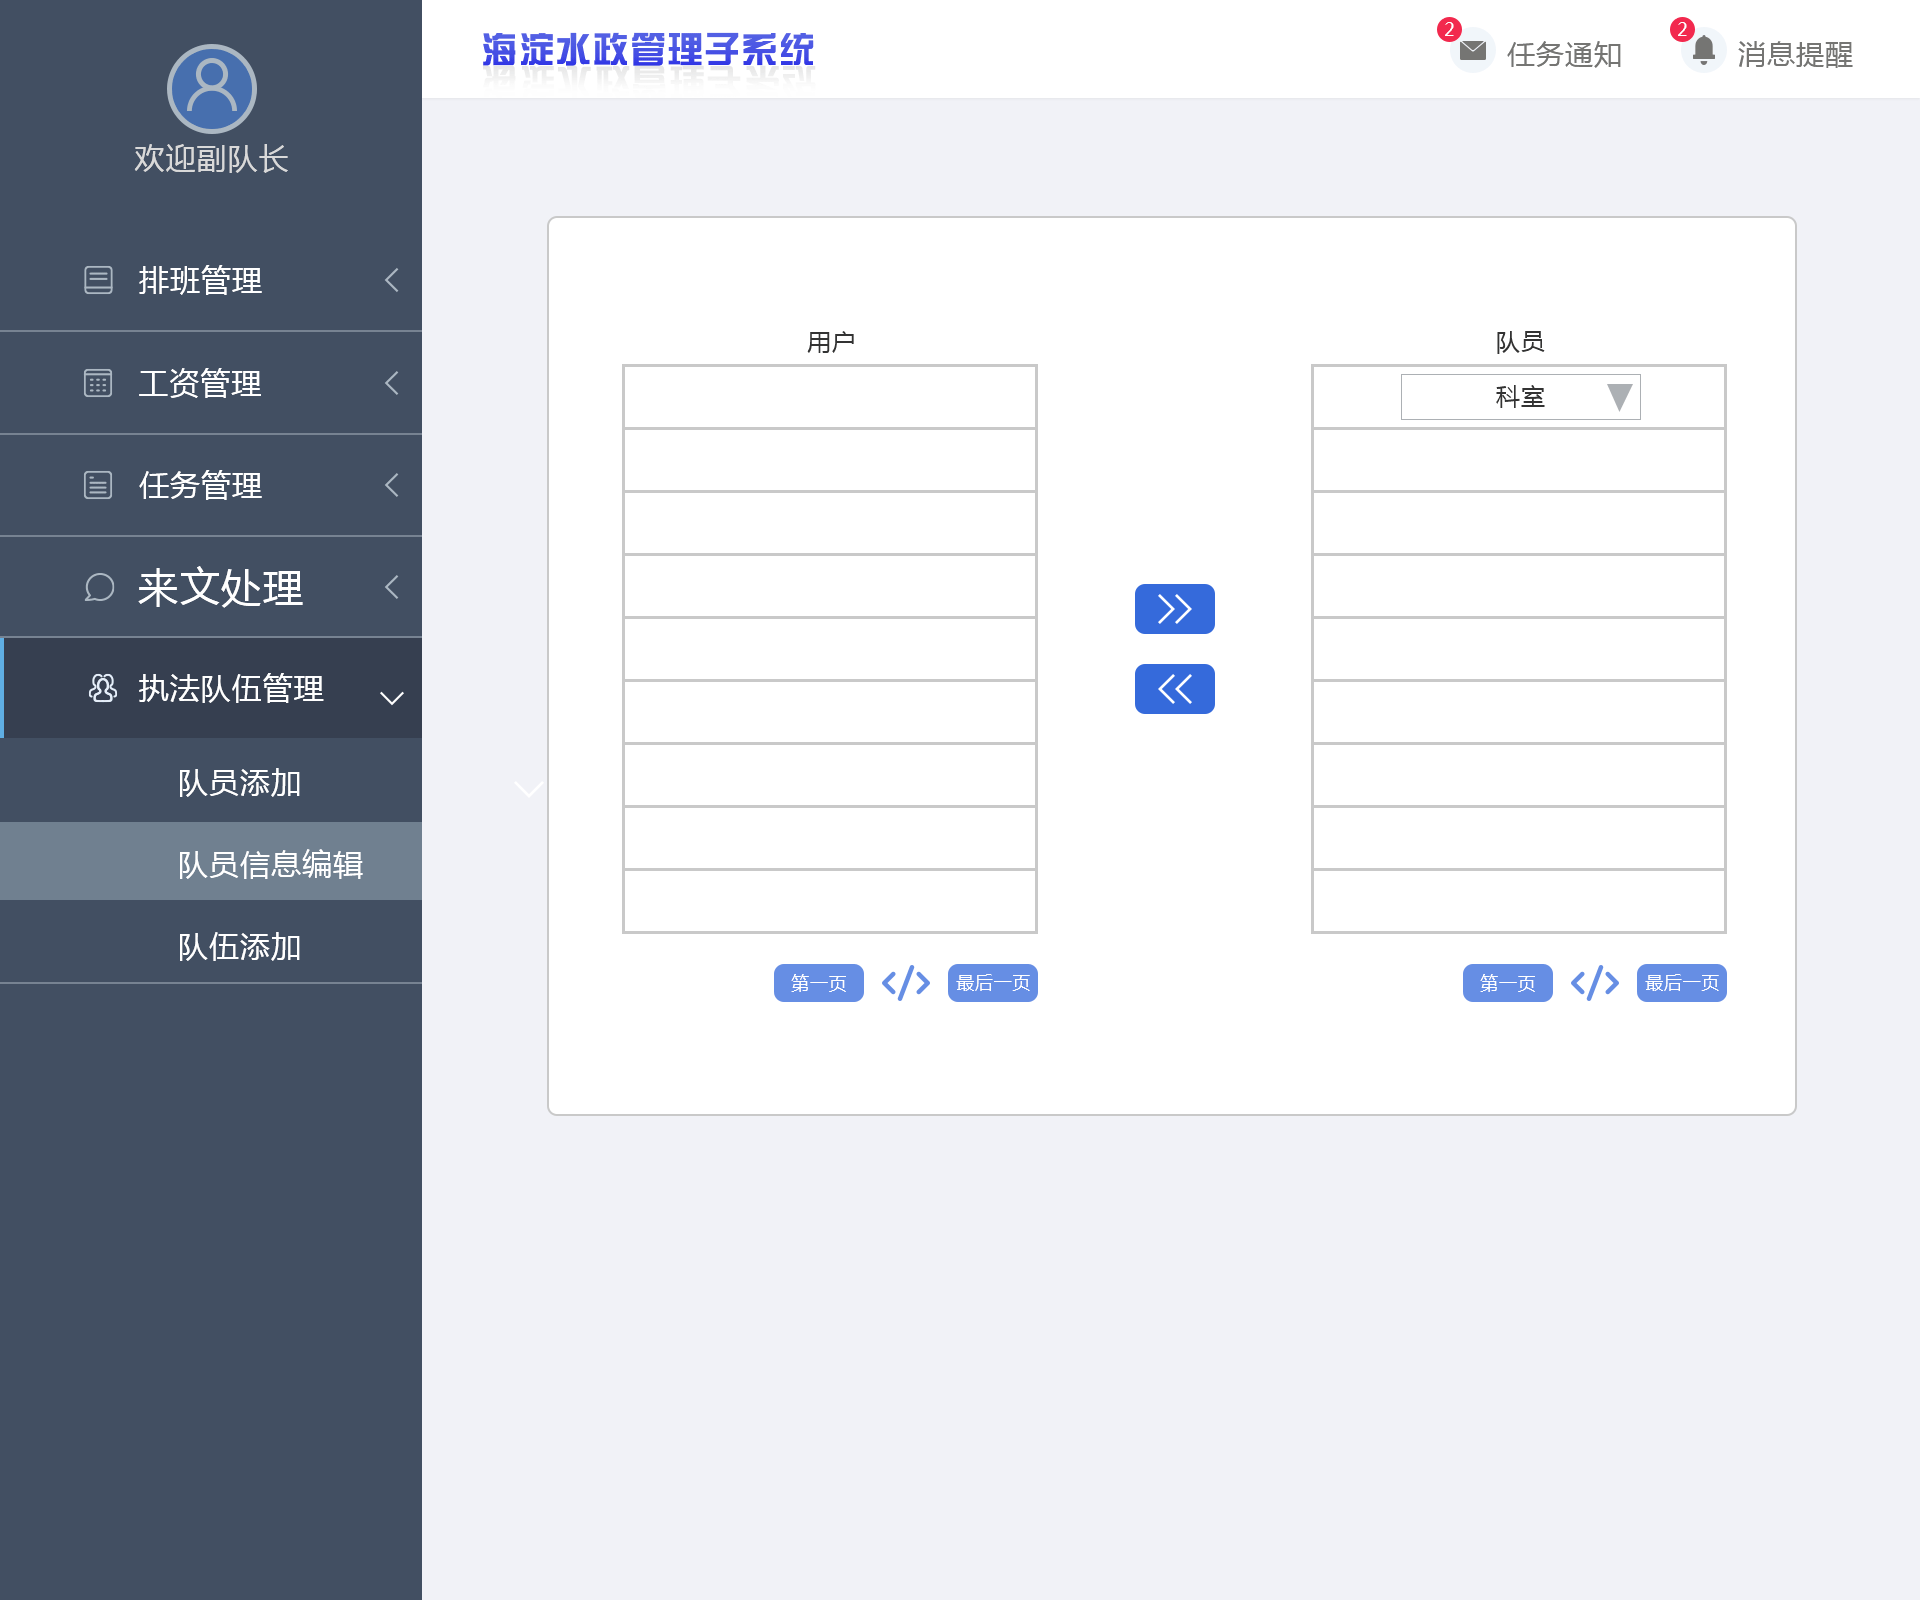 海淀水政管理子系统
2
任务通知
2
消息提醒
欢迎副队长
排班管理
工资管理
任务管理
来文处理
执法队伍管理
队员添加
队员信息编辑
队伍添加
用户
队员
科室
第一页
最后一页
第一页
最后一页